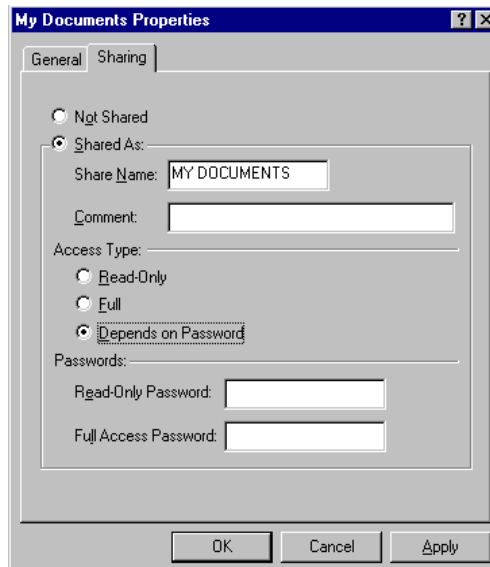 My Documents Properties
General Sharing
Not Shared
Shared As:
Share Name: MY DOCUMENTS
Comment:
Access Type:
Read-Only
Full
Depends on Password
Passwords:
Read-Only Password:
Full Access Password:
OK Cancel Apply